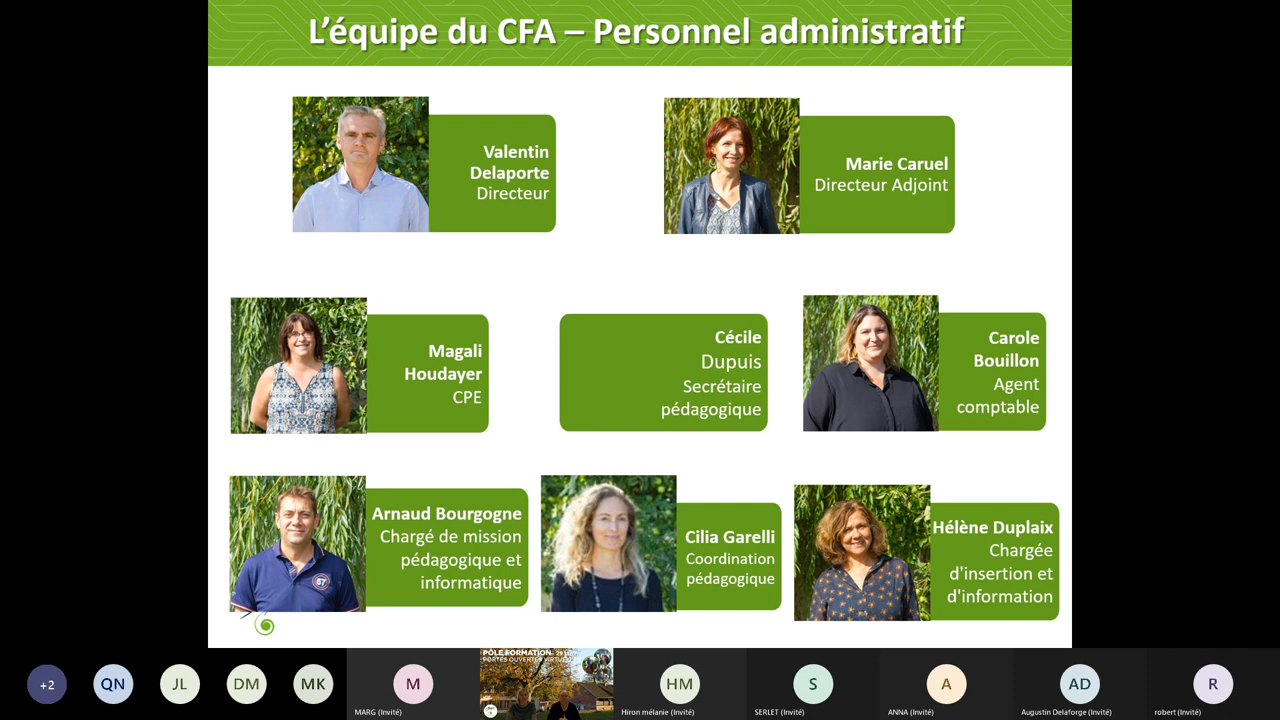 L'équipe du CFA – Personnel administratif
Valentin
Delaporte
Directeur
Marie Caruel
Directeur Adjoint
Magali
Houdayer
CPE
Cécile
Dupuis
Secrétaire
pédagogique
Carole
Bouillon
Agent
comptable
Arnaud Bourgogne
Chargé de mission
pédagogique et
informatique
67
Cilia Garelli
Coordination
pédagogique
Hélène Duplaix
Chargée
d'insertion et
d'information
+2
QN
JL
DM
MK
M
MARG (Invité)
PÔLE FORMATION
PORTES OUVERTES VIRTUE
HM
Hiron mélanie (Invité)
S
SERLET (Invité)
A
ANNA (Invité)
AD
Augustin Delaforge (Invité)
R
robert (Invité)